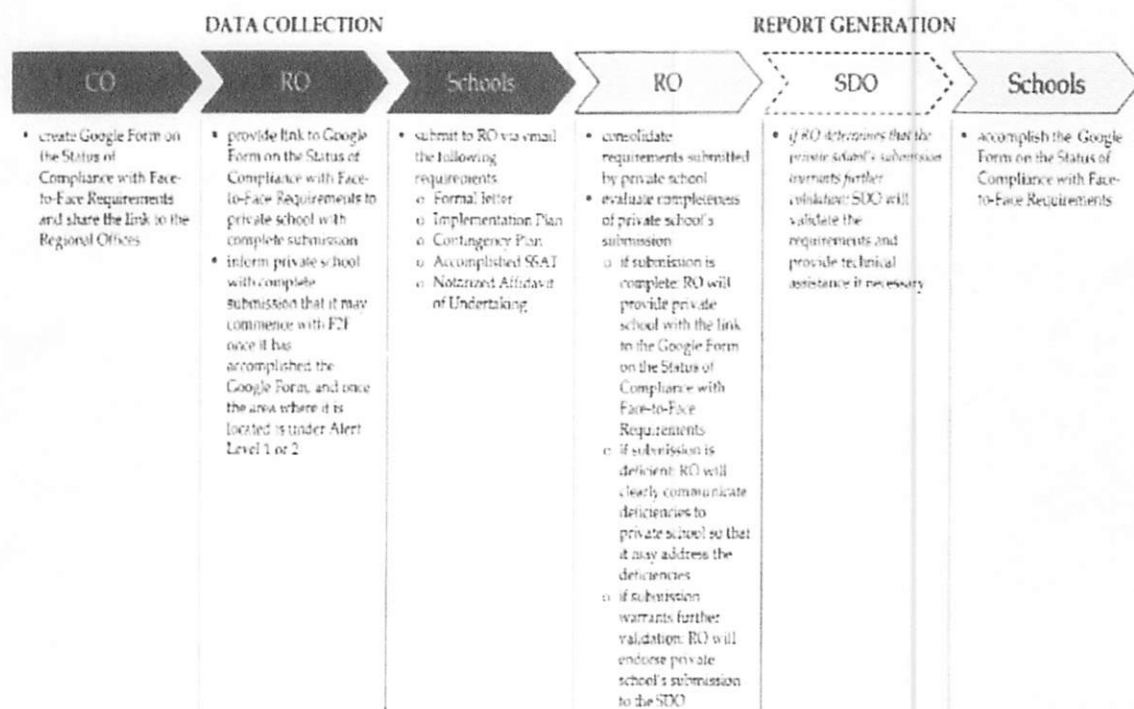 DATA COLLECTION
REPORT GENERATION
CO
RO
Schools
RO
SDO
Schools
• create Google Form on
the Status of
Compliance with Face-
to-Face Requirements
and share the link to the
Regional Offices
• provide link to Google
Form on the Status of
Compliance with Face-
to-Face Requirements to
private school with
complete submission
• inform private school
with complete
submission that it may
commence with F2F
once it has
accomplished the
Google Form, and once
the area where it is
located is under Alert
Level 1 or 2
• submit to RO via email
the following
requirements
o Formal letter
o Implementation Plan
o Contingency Plan
o Accomplished SSAT
o Notarized Affidavit
of Undertaking
• consolidate
requirements submitted
by private school
• evaluate completeness
of private school's
submission
o if submission is
complete: RO will
provide private
school with the link
to the Google Form
on the Status of
Compliance with
Face-to-Face
Requirements
o if submission is
deficient: RO will
clearly communicate
deficiencies to
private school so that
it may address the
deficiencies
o if submission
warrants further
validation: RO will
endorse private
school's submission
to the SDO
• if RO determines that the
private school's submission
warrants further
validation: SDO will
validate the
requirements and
provide technical
assistance if necessary
• accomplish the Google
Form on the Status of
Compliance with Face-
to-Face Requirements